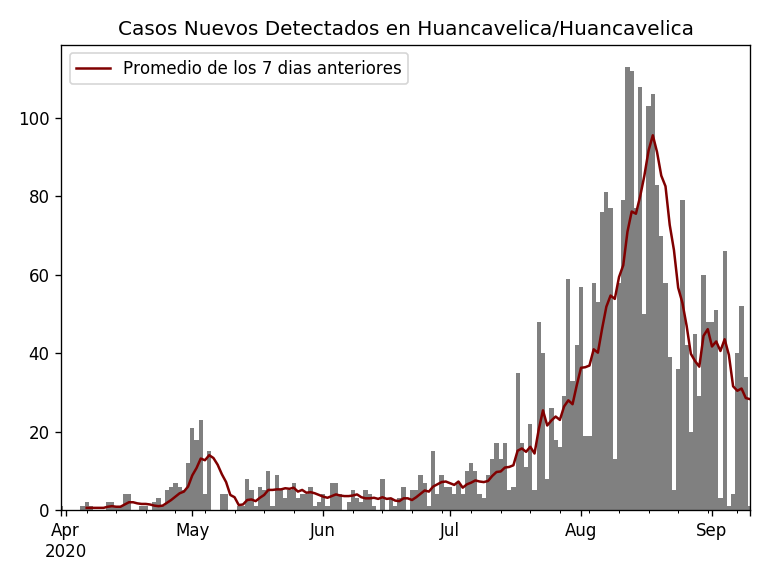 Casos Nuevos Detectados en Huancavelica/Huancavelica
Promedio de los 7 dias anteriores
100
80
60
40
20
0
Apr May Jun Jul Aug Sep
2020